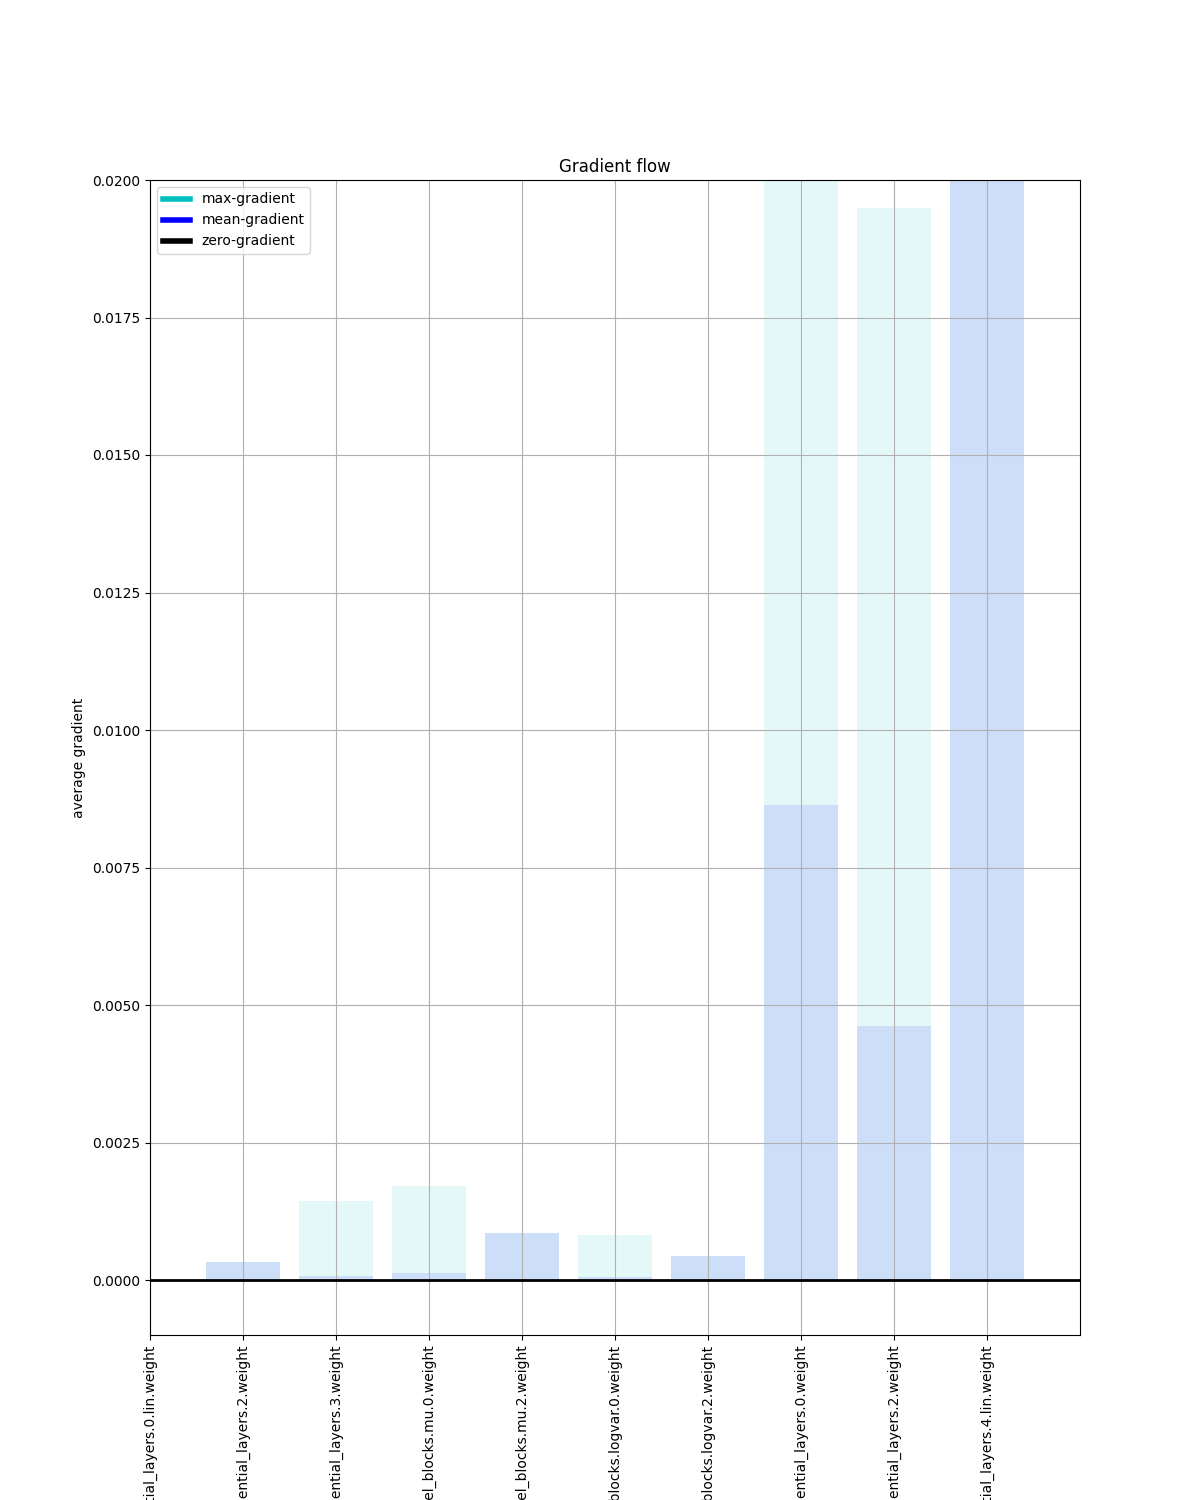 Gradient flow
max-gradient
mean-gradient
zero-gradient
0.0200
0.0175
0.0150
0.0125
0.0100
0.0075
0.0050
0.0025
0.0000
average gradient
tial_layers.0.lin.weight
ential_layers.2.weight
ential_layers.3.weight
el_blocks.mu.0.weight
el_blocks.mu.2.weight
blocks.logvar.0.weight
blocks.logvar.2.weight
ential_layers.0.weight
ential_layers.2.weight
tial_layers.4.lin.weight